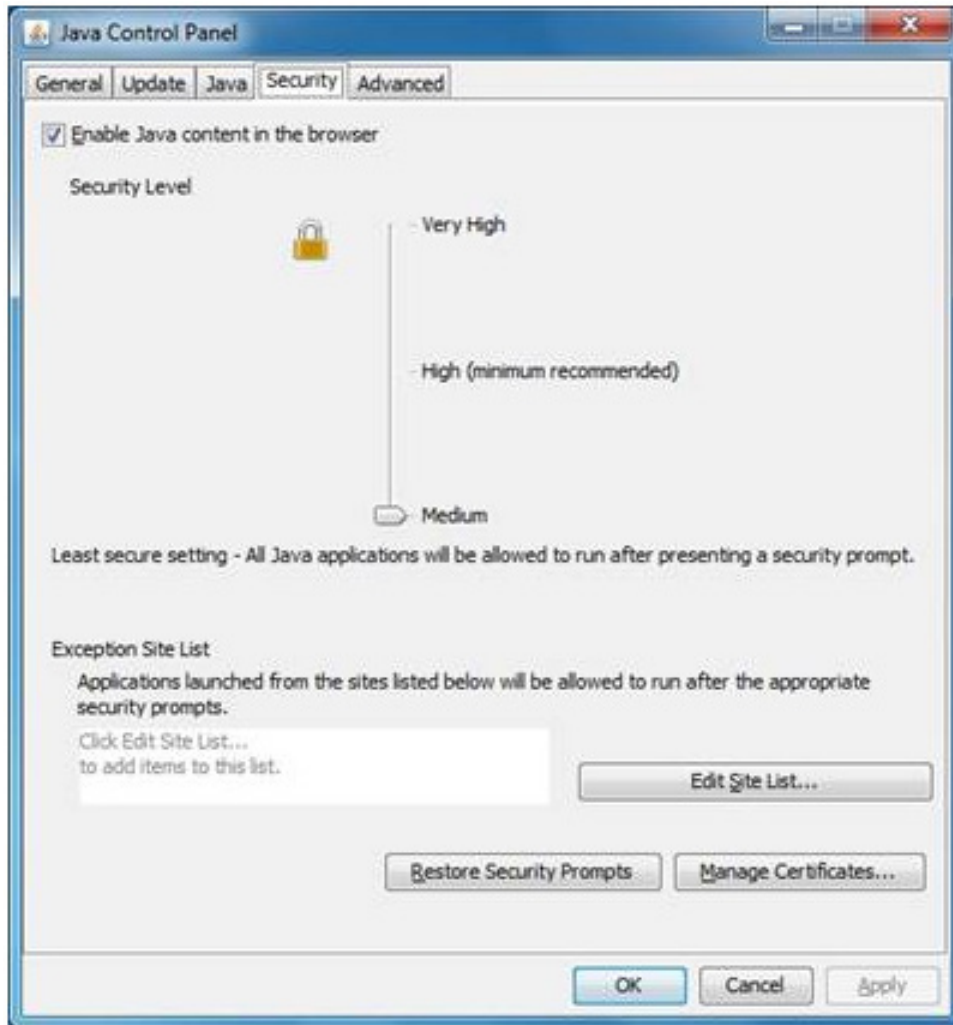 Java Control Panel
General Update Java Security Advanced
Enable Java content in the browser
Security Level
Very High
High (minimum recommended)
Medium
Least secure setting - All Java applications will be allowed to run after presenting a security prompt.
Exception Site List
Applications launched from the sites listed below will be allowed to run after the appropriate
security prompts.
Click Edit Site List...
to add items to this list.
Edit Site List...
Restore Security Prompts Manage Certificates...
OK Cancel Apply